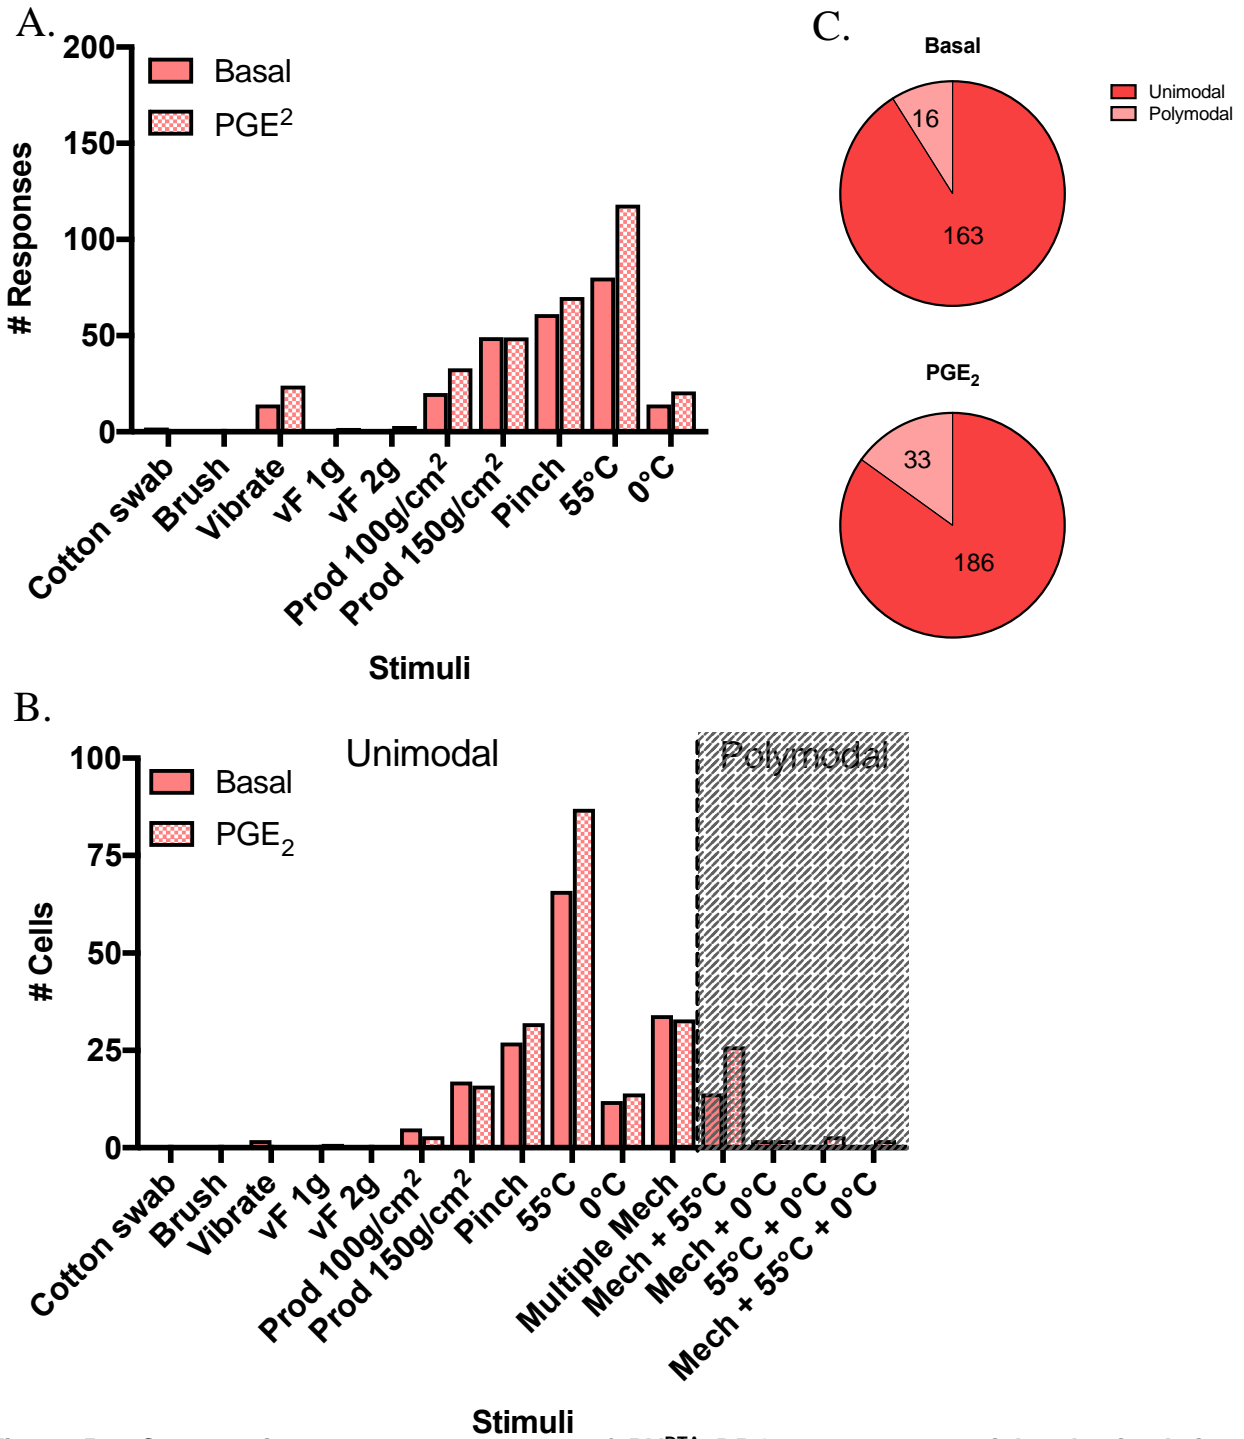 A.
200
150
100
50
0
# Responses
Basal
PGE²
Cotton swab
Brush
Vibrate
vF 1g
vF 2g
Prod 100g/cm²
Prod 150g/cm²
Pinch
55°C
0°C
Stimuli
C.
Basal
16
163
Unimodal
Polymodal
PGE₂
33
186
B.
100
75
50
25
0
# Cells
Unimodal
Polymodal
Basal
PGE₂
Cotton swab
Brush
Vibrate
vF 1g
vF 2g
Prod 100g/cm²
Prod 150g/cm²
Pinch
55°C
0°C
Multiple Mech
Mech + 55°C
Mech + 0°C
55°C + 0°C
Mech + 55°C + 0°C
Stimuli